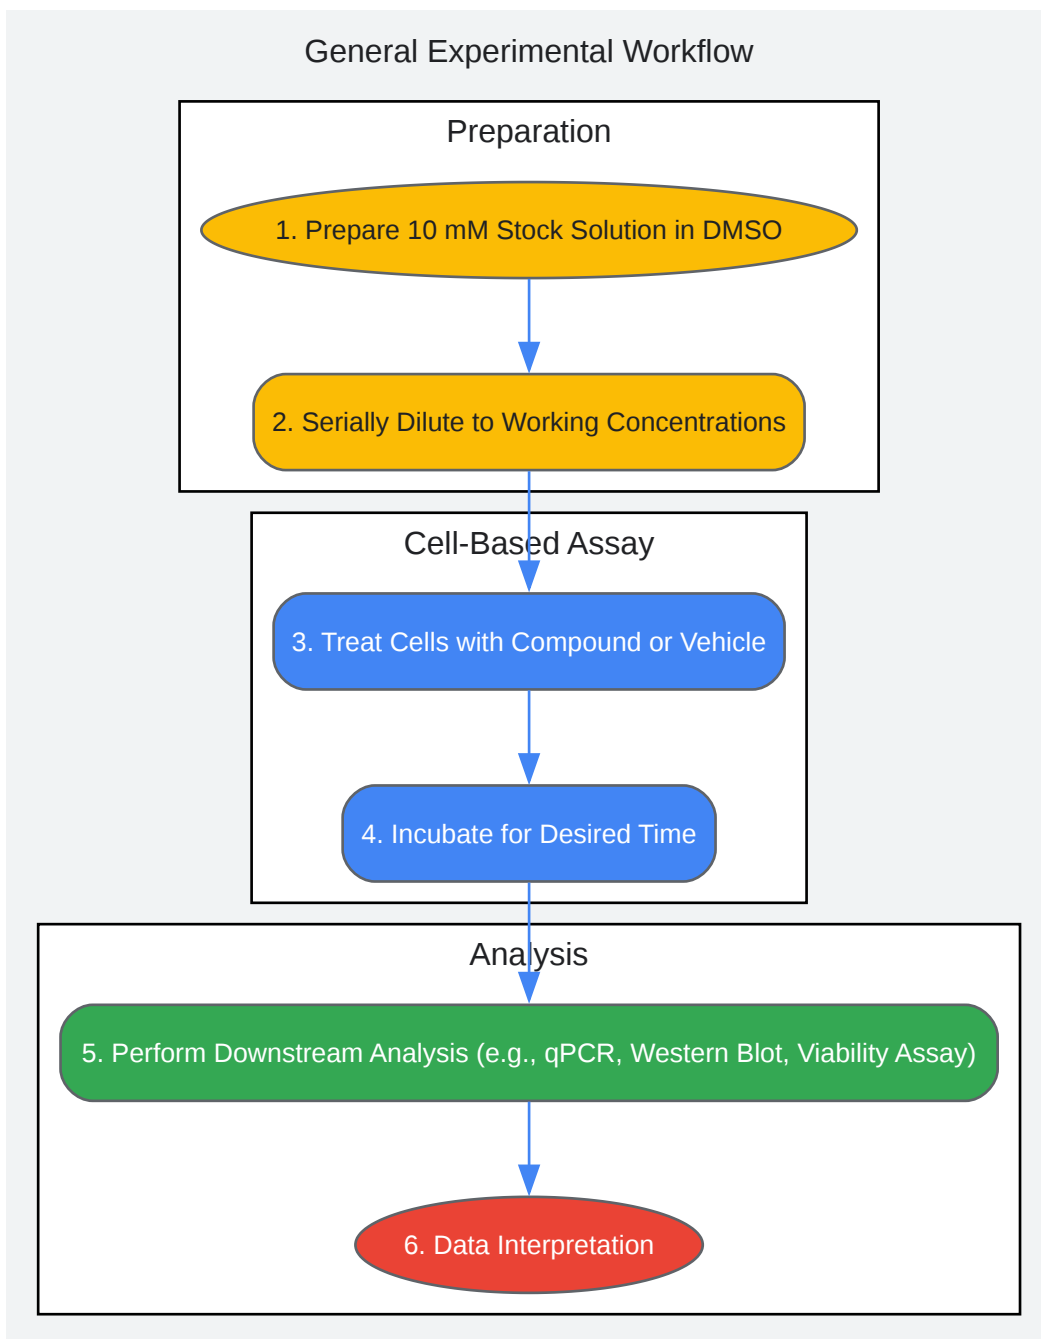 General Experimental Workflow
Preparation
1. Prepare 10 mM Stock Solution in DMSO
2. Serially Dilute to Working Concentrations
Cell-Based Assay
3. Treat Cells with Compound or Vehicle
4. Incubate for Desired Time
Analysis
5. Perform Downstream Analysis (e.g., qPCR, Western Blot, Viability Assay)
6. Data Interpretation